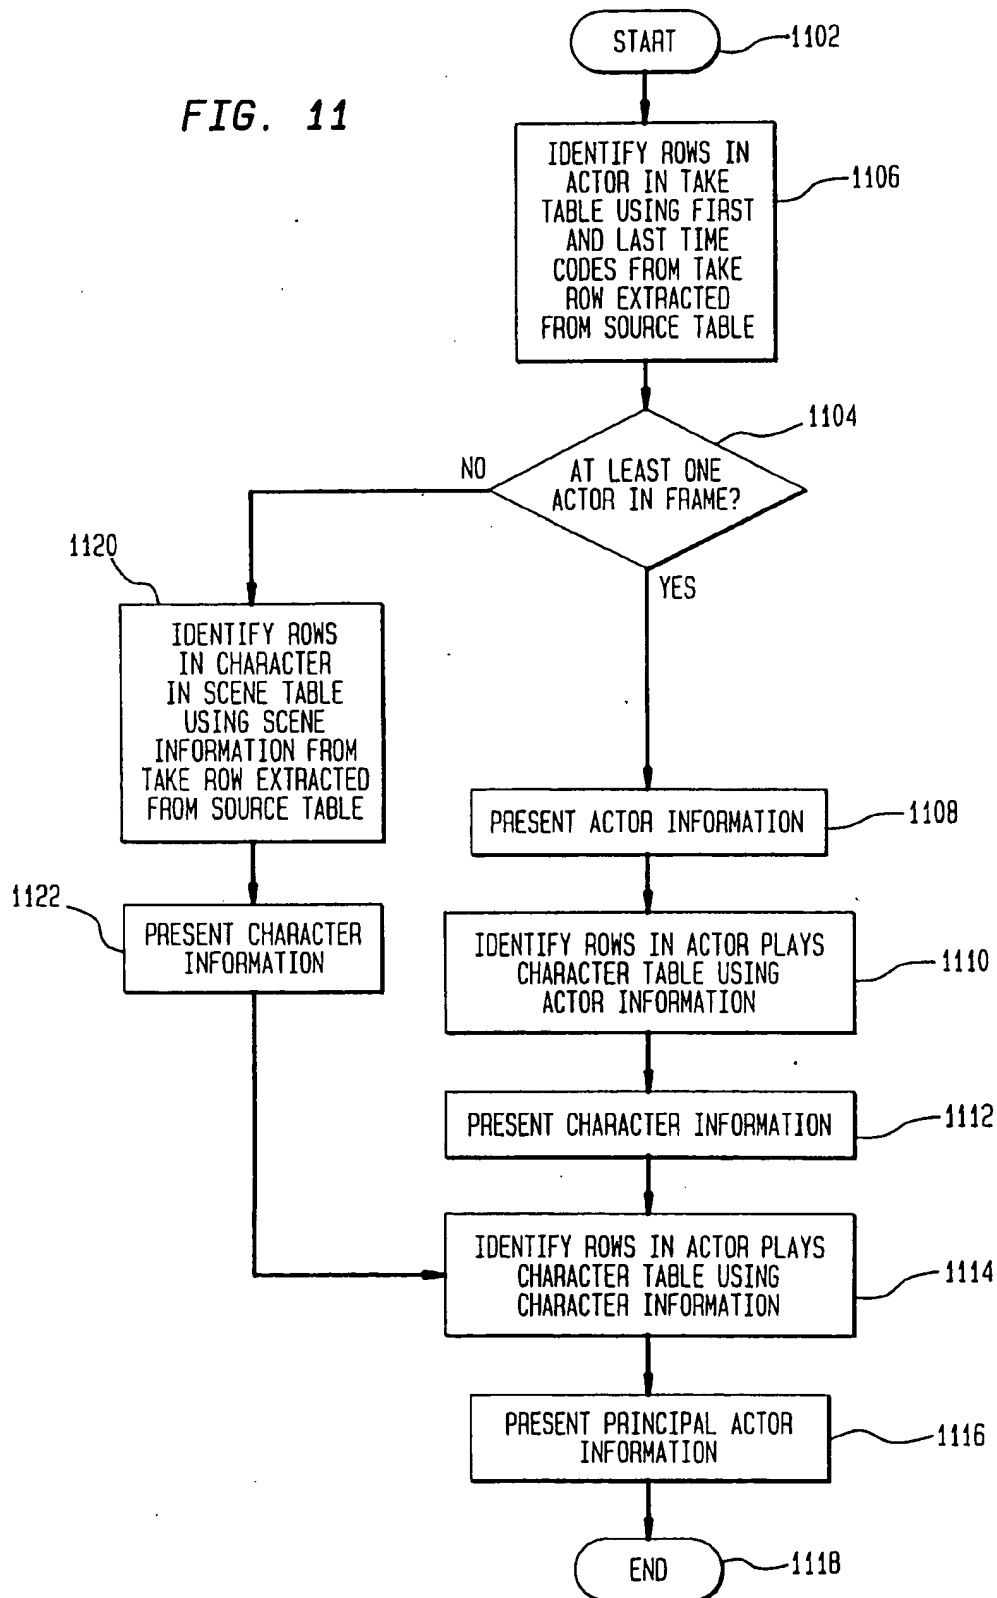 START
1102
FIG. 11
IDENTIFY ROWS IN
ACTOR IN TAKE
TABLE USING FIRST
AND LAST TIME
CODES FROM TAKE
ROW EXTRACTED
FROM SOURCE TABLE
1106
1104
AT LEAST ONE
ACTOR IN FRAME?
NO
YES
1120
IDENTIFY ROWS
IN CHARACTER
IN SCENE TABLE
USING SCENE
INFORMATION FROM
TAKE ROW EXTRACTED
FROM SOURCE TABLE
PRESENT ACTOR INFORMATION
1108
1122
PRESENT CHARACTER
INFORMATION
IDENTIFY ROWS IN ACTOR PLAYS
CHARACTER TABLE USING
ACTOR INFORMATION
1110
PRESENT CHARACTER INFORMATION
1112
IDENTIFY ROWS IN ACTOR PLAYS
CHARACTER TABLE USING
CHARACTER INFORMATION
1114
PRESENT PRINCIPAL ACTOR
INFORMATION
1116
END
1118